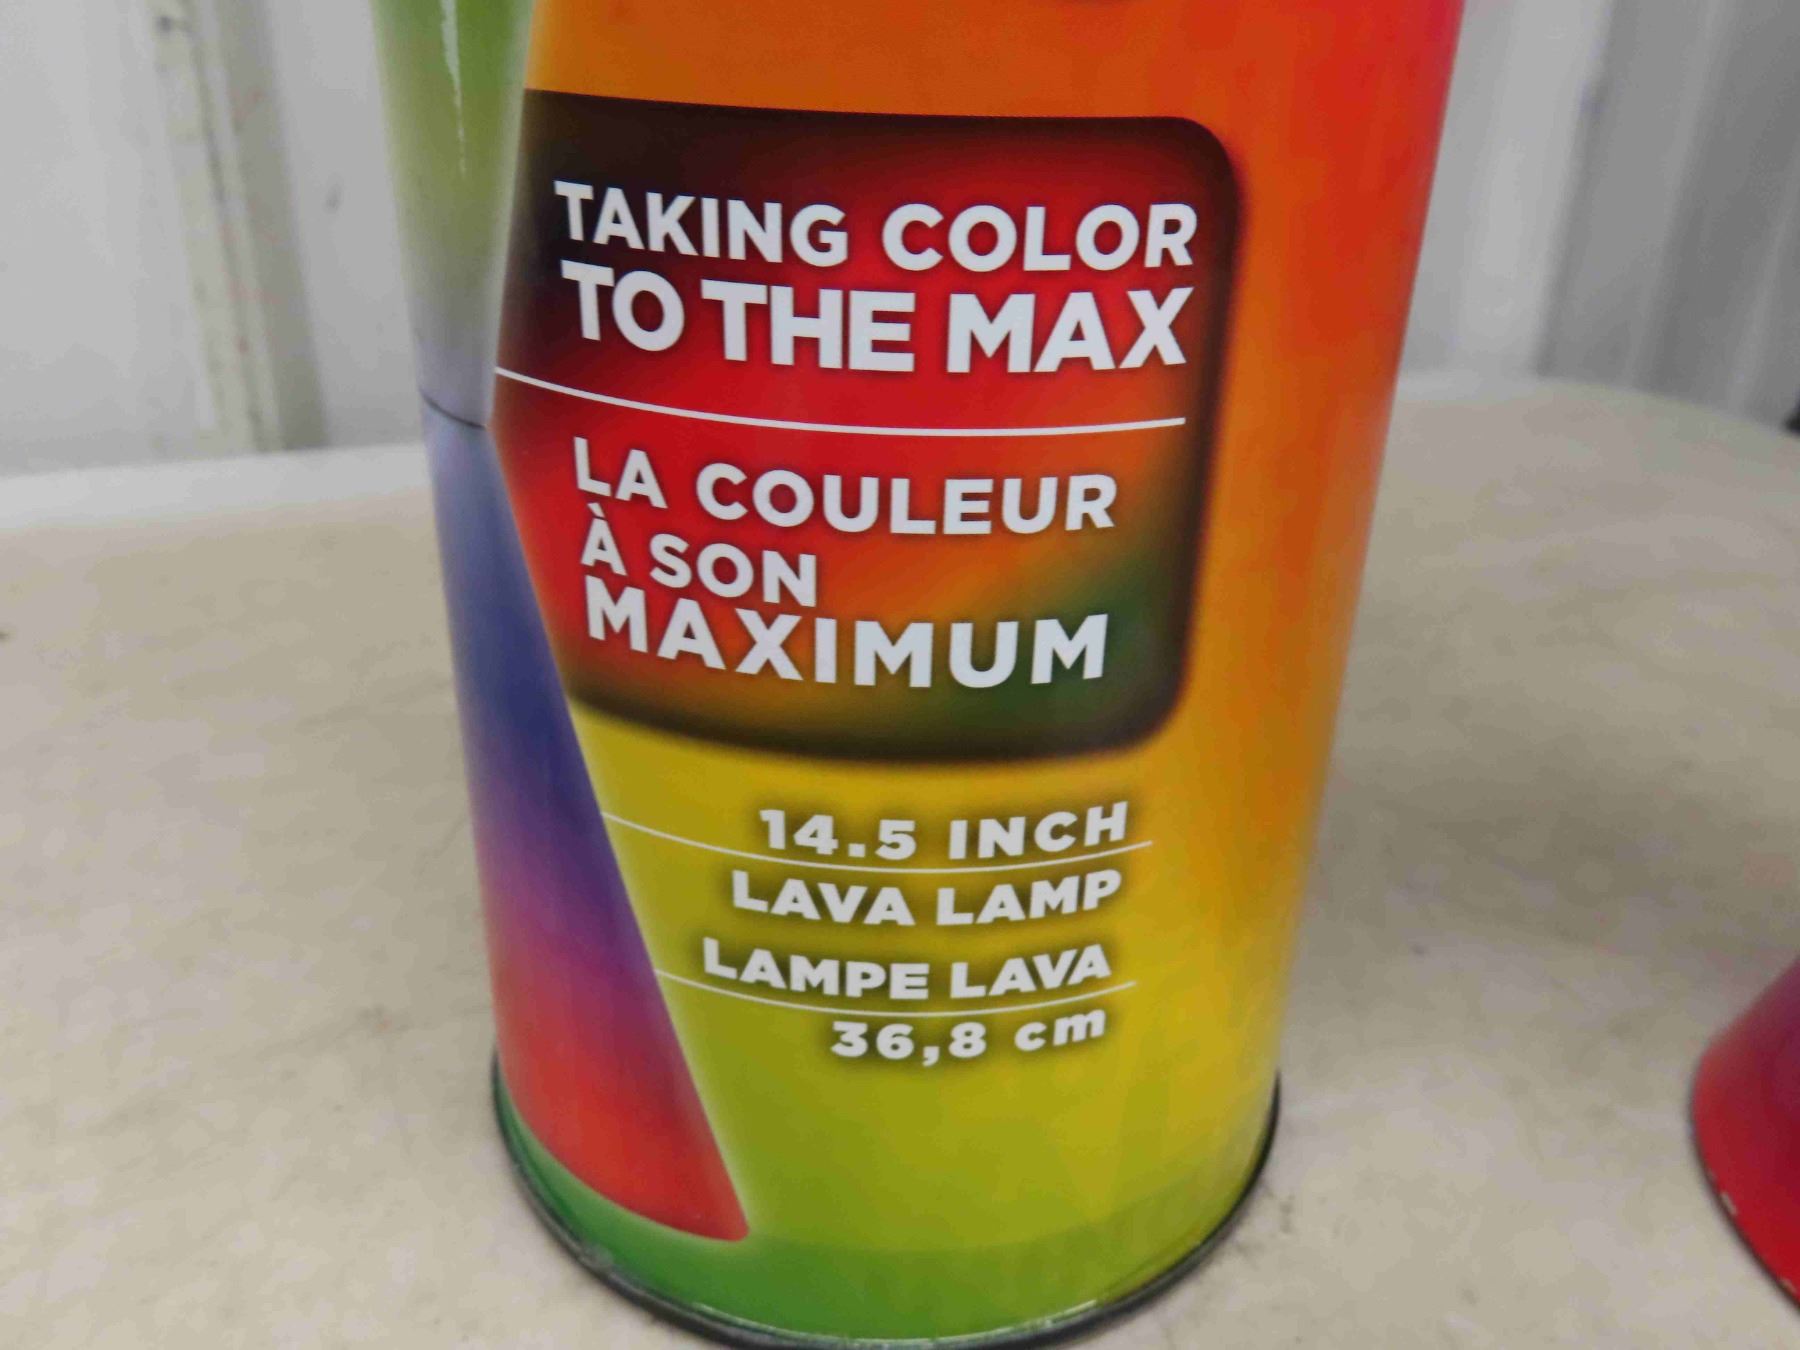 TAKING COLOR
TO THE MAX
LA COULEUR
À SON
MAXIMUM
14.5 INCH
LAVA LAMP
LAMPE LAVA
36,8 cm